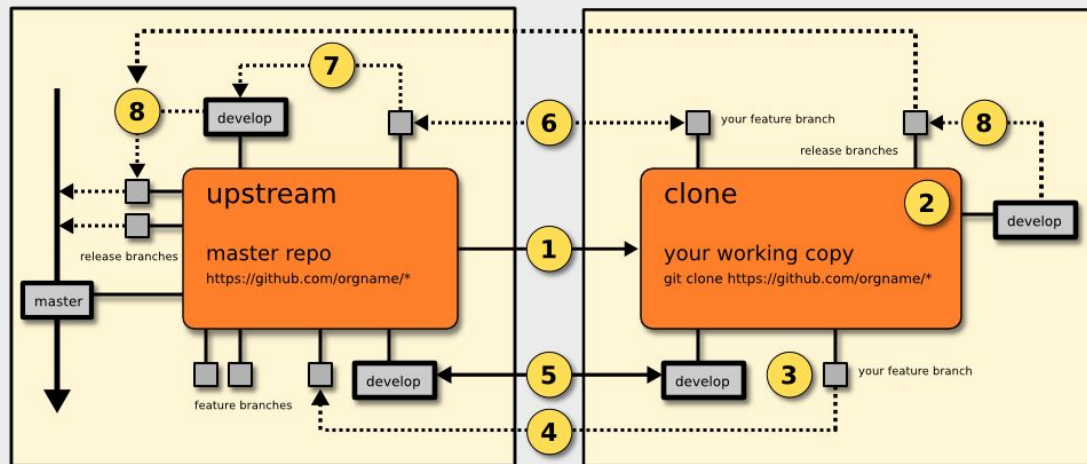 7
8
develop
6
your feature branch
8
release branches
upstream
clone
2
develop
master repo
1
your working copy
https://github.com/orgname/*
git clone https://github.com/orgname/*
release branches
master
develop
5
develop
3
your feature branch
feature branches
4